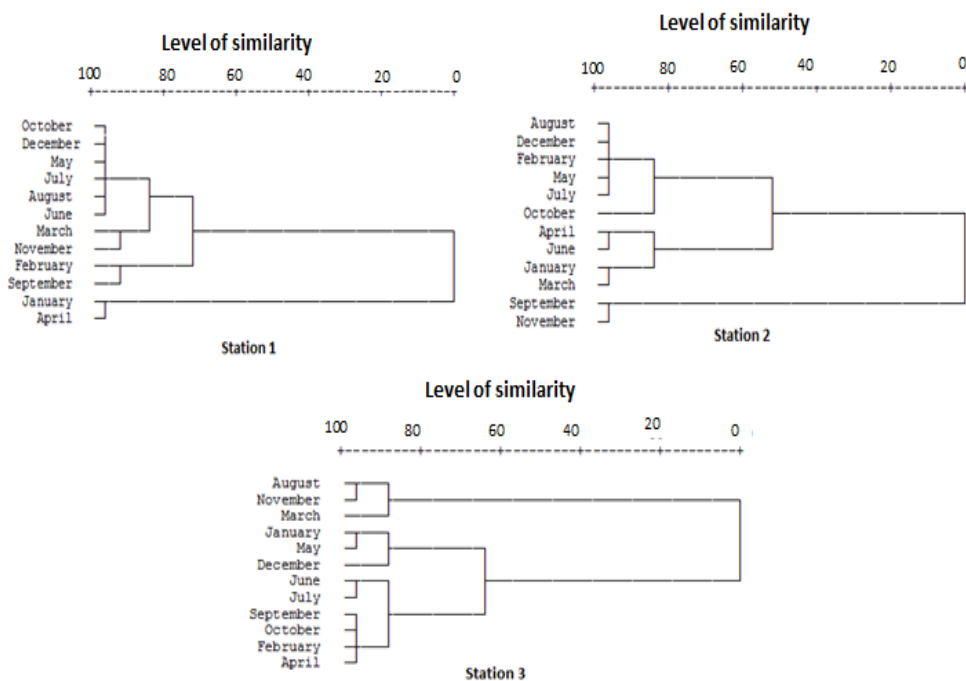 Level of similarity
100 80 60 40 20 0
October
December
May
July
August
June
March
November
February
September
January
April
Station 1
Level of similarity
100 80 60 40 20 0
August
December
February
May
July
October
April
June
January
March
September
November
Station 2
Level of similarity
100 80 60 40 20 0
August
November
March
January
May
December
June
July
September
October
February
April
Station 3